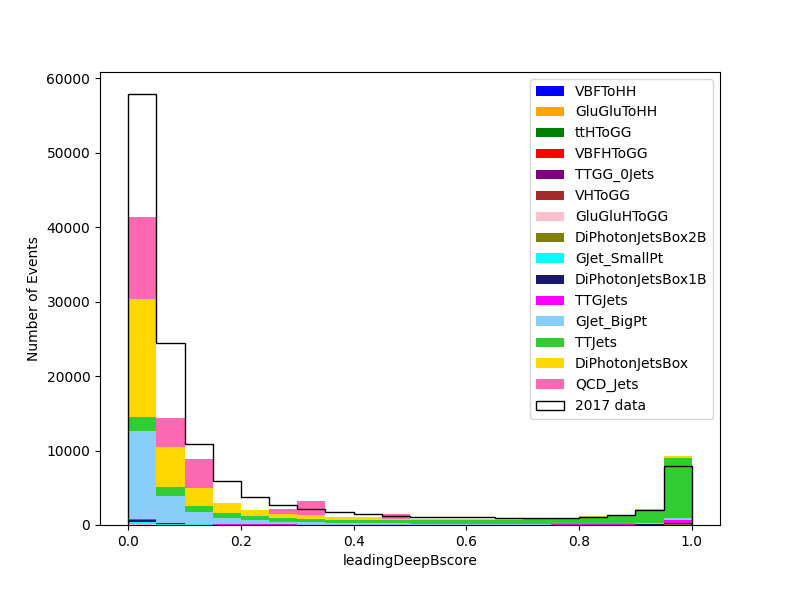 60000
50000
40000
30000
20000
10000
0
Number of Events
0.0 0.2 0.4 0.6 0.8 1.0
leadingDeepBscore
VBFToHH
GluGluToHH
ttHToGG
VBFHToGG
TTGG_0Jets
VHToGG
GluGluHToGG
DiPhotonJetsBox2B
GJet_SmallPt
DiPhotonJetsBox1B
TTGJets
GJet_BigPt
TTJets
DiPhotonJetsBox
QCD_Jets
2017 data